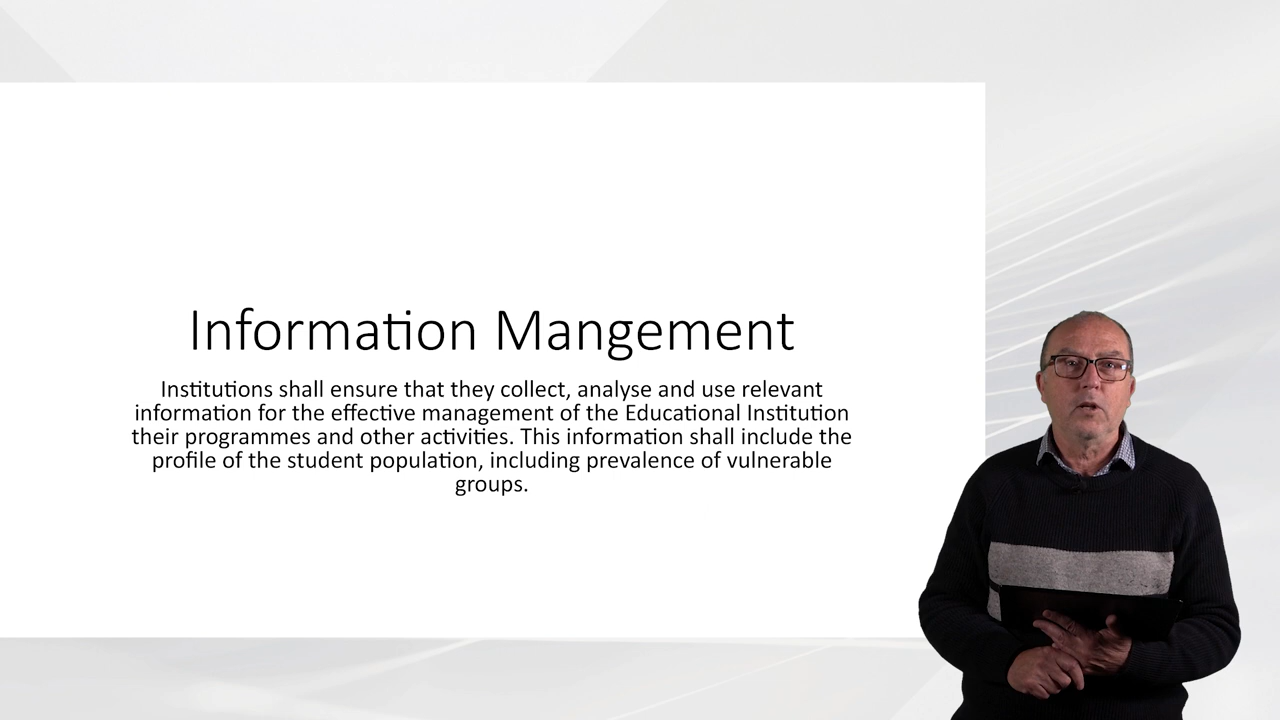 Information Mangement
Institutions shall ensure that they collect, analyse and use relevant
information for the effective management of the Educational Institution
their programmes and other activities. This information shall include the
profile of the student population, including prevalence of vulnerable
groups.